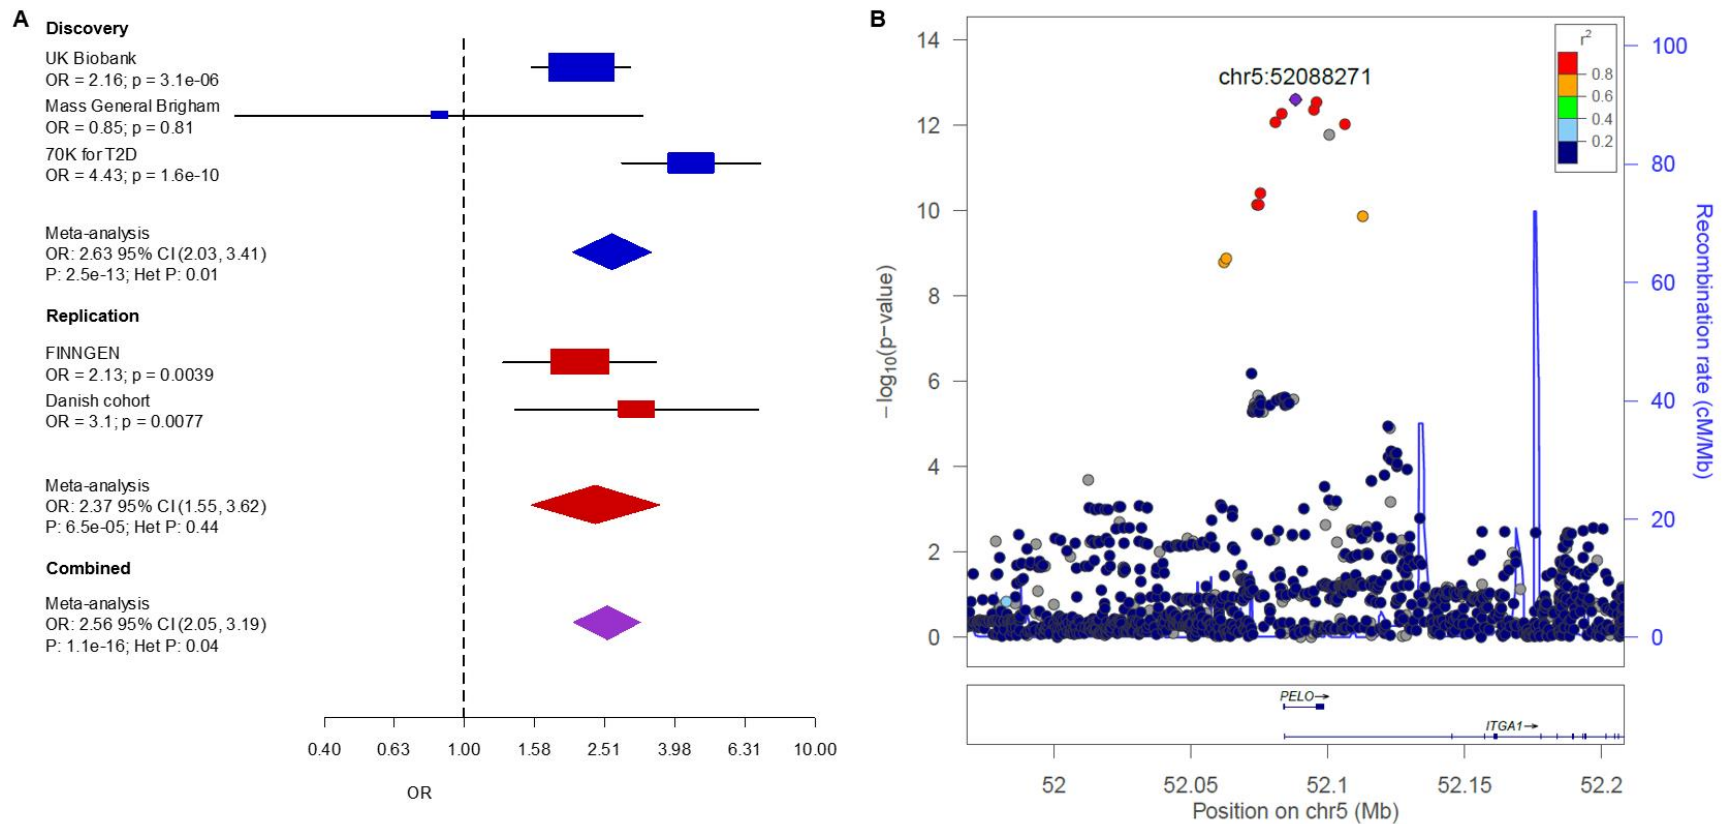 A
Discovery
UK Biobank
OR = 2.16; p = 3.1e-06
Mass General Brigham
OR = 0.85; p = 0.81
70K for T2D
OR = 4.43; p = 1.6e-10
Meta-analysis
OR: 2.63 95% CI (2.03, 3.41)
P: 2.5e-13; Het P: 0.01
Replication
FINNGEN
OR = 2.13; p = 0.0039
Danish cohort
OR = 3.1; p = 0.0077
Meta-analysis
OR: 2.37 95% CI (1.55, 3.62)
P: 6.5e-05; Het P: 0.44
Combined
Meta-analysis
OR: 2.56 95% CI (2.05, 3.19)
P: 1.1e-16; Het P: 0.04
0.40 0.63 1.00 1.58 2.51 3.98 6.31 10.00
OR
B
chr5:52088271
r²
0.8
0.6
0.4
0.2
14
12
10
8
6
4
2
0
−log₁₀(p−value)
100
80
60
40
20
0
Recombination rate (cM/Mb)
PELO→
ITGA1→
52 52.05 52.1 52.15 52.2
Position on chr5 (Mb)